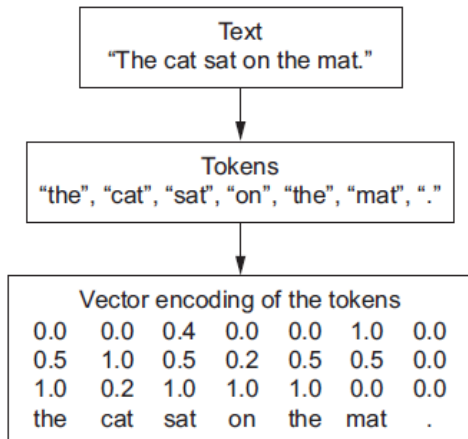 Text
“The cat sat on the mat.”
Tokens
“the”, “cat”, “sat”, “on”, “the”, “mat”, “.”
Vector encoding of the tokens
0.0 0.0 0.4 0.0 0.0 1.0 0.0
0.5 1.0 0.5 0.2 0.5 0.5 0.0
1.0 0.2 1.0 1.0 1.0 0.0 0.0
the cat sat on the mat .